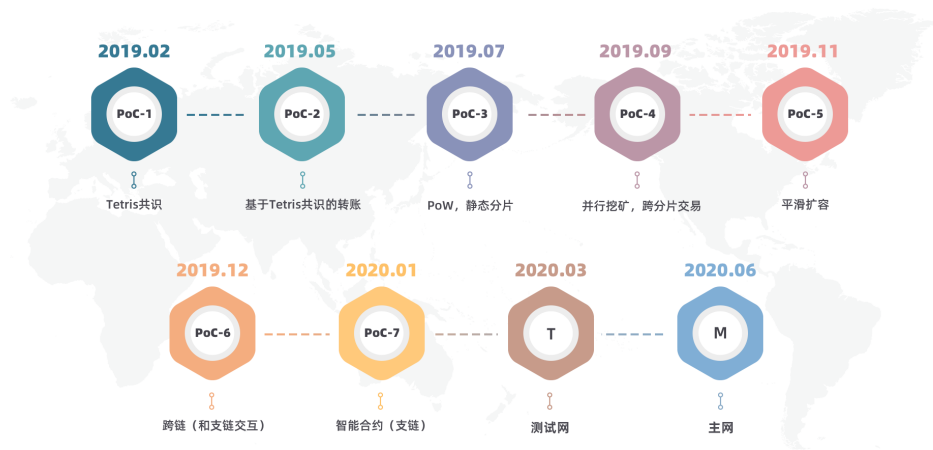 2019.02 2019.05 2019.07 2019.09 2019.11
PoC-1 PoC-2 PoC-3 PoC-4 PoC-5
Tetris共识 基于Tetris共识的转账 PoW，静态分片 并行挖矿，跨分片交易 平滑扩容
2019.12 2020.01 2020.03 2020.06
PoC-6 PoC-7 T M
跨链（和支链交互） 智能合约（支链） 测试网 主网